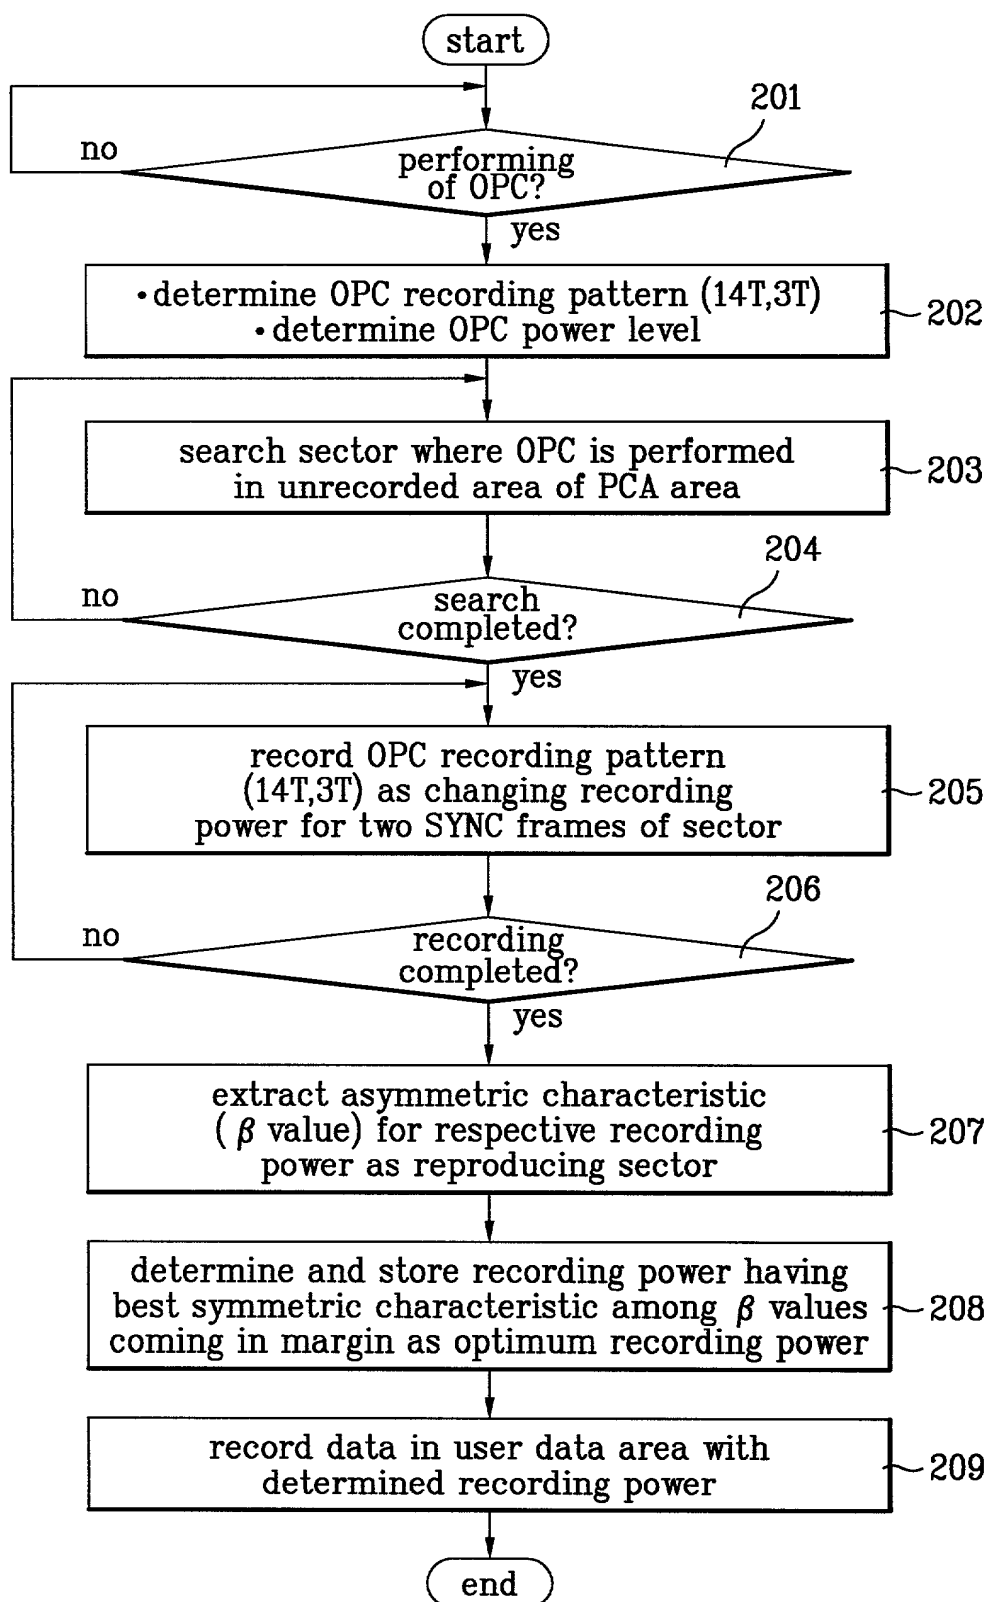 start
201
no
performing
of OPC?
yes
•determine OPC recording pattern (14T,3T)
•determine OPC power level
202
search sector where OPC is performed
in unrecorded area of PCA area
203
204
no
search
completed?
yes
record OPC recording pattern
(14T,3T) as changing recording
power for two SYNC frames of sector
205
206
no
recording
completed?
yes
extract asymmetric characteristic
( β value) for respective recording
power as reproducing sector
207
determine and store recording power having
best symmetric characteristic among β values
coming in margin as optimum recording power
208
record data in user data area with
determined recording power
209
end